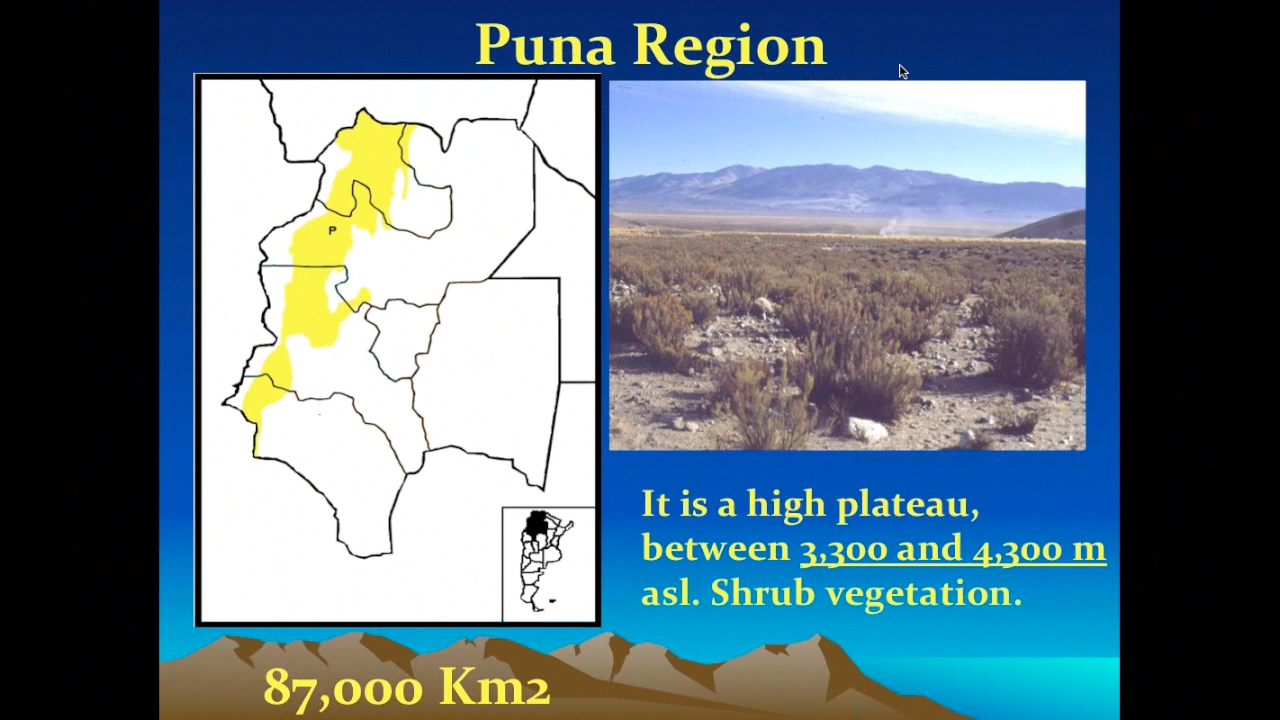 Puna Region
P
It is a high plateau,
between 3,300 and 4,300 m
asl. Shrub vegetation.
87,000 Km2